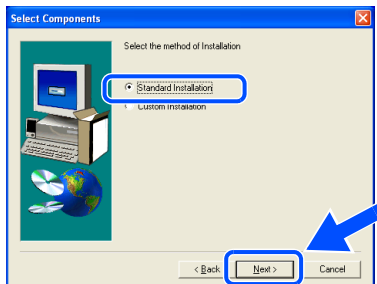 Select Components
Select the method of Installation
Standard Installation
Custom Installation
< Back
Next >
Cancel